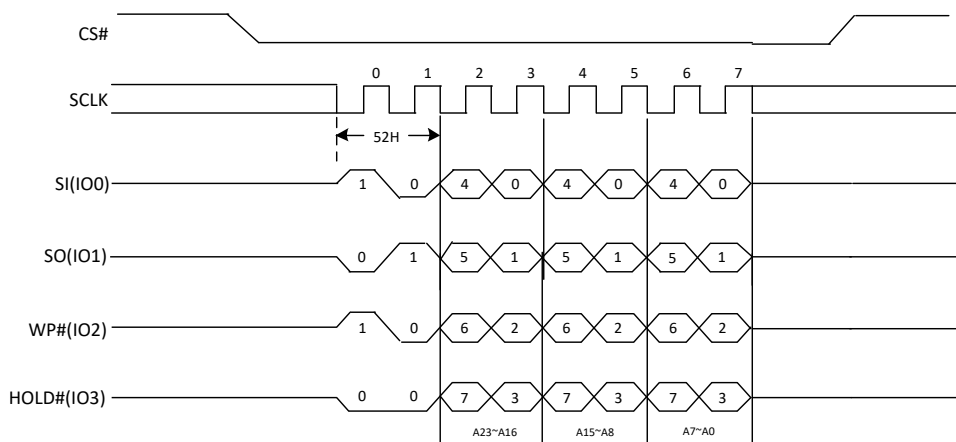 CS#
0 1 2 3 4 5 6 7
SCLK
52H
SI(IO0) 1 0 4 0 4 0 4 0
SO(IO1) 0 1 5 1 5 1 5 1
WP#(IO2) 1 0 6 2 6 2 6 2
HOLD#(IO3) 0 0 7 3 7 3 7 3
A23~A16 A15~A8 A7~A0